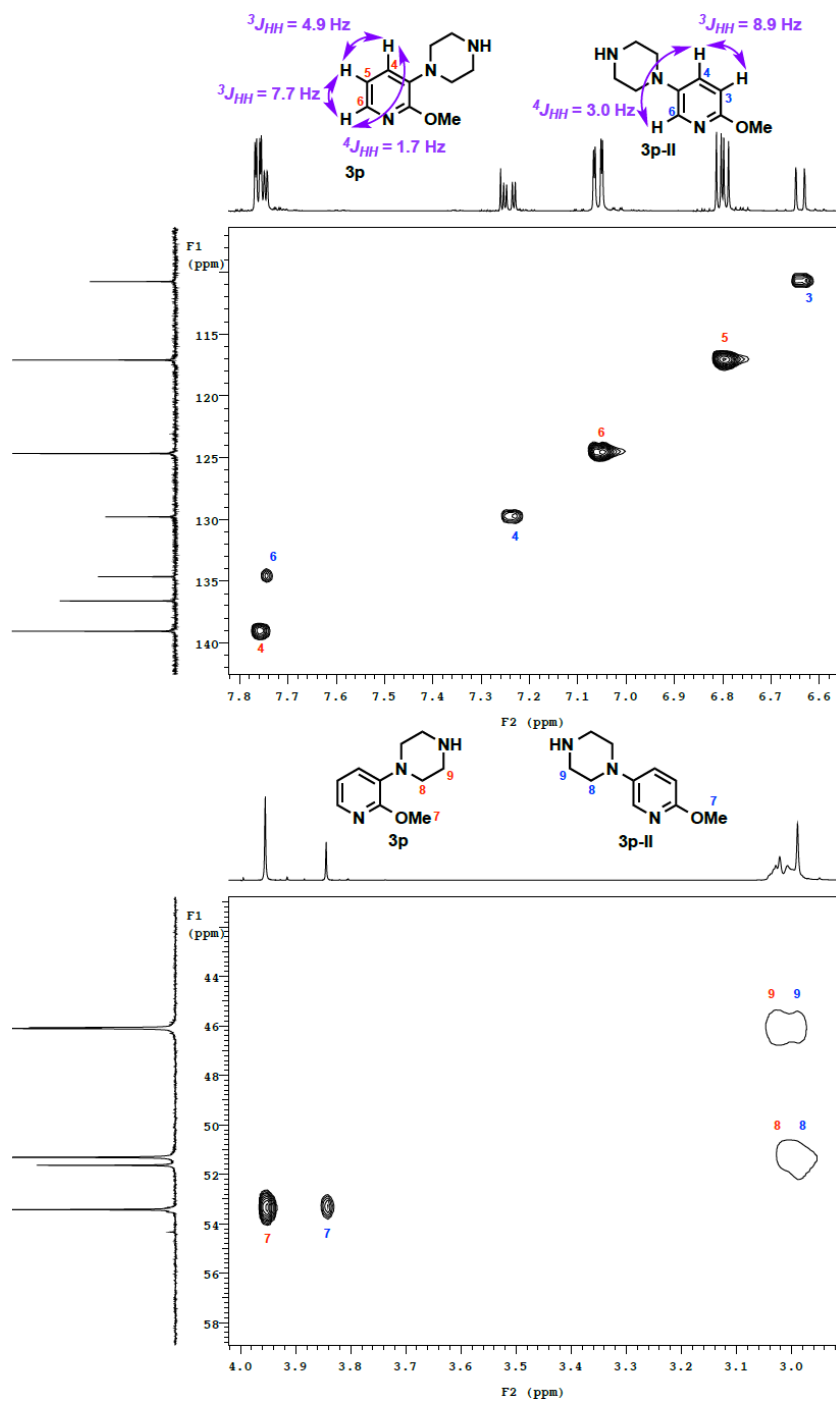 ³J_HH = 4.9 Hz
³J_HH = 8.9 Hz
H
4
N
NH
H
5
³J_HH = 7.7 Hz
6
H
N
OMe
⁴J_HH = 1.7 Hz
3p
HN
H
N
4
H
⁴J_HH = 3.0 Hz
3
H
6
N
OMe
3p-II
F1
(ppm)
3
115
5
120
6
125
4
130
6
135
4
140
7.8 7.7 7.6 7.5 7.4 7.3 7.2 7.1 7.0 6.9 6.8 6.7 6.6
F2 (ppm)
NH
N
9
8
N
OMe
7
3p
HN
N
9
8
7
N
OMe
3p-II
F1
(ppm)
44
9 9
46
48
50
8 8
52
54
7 7
56
58
4.0 3.9 3.8 3.7 3.6 3.5 3.4 3.3 3.2 3.1 3.0
F2 (ppm)